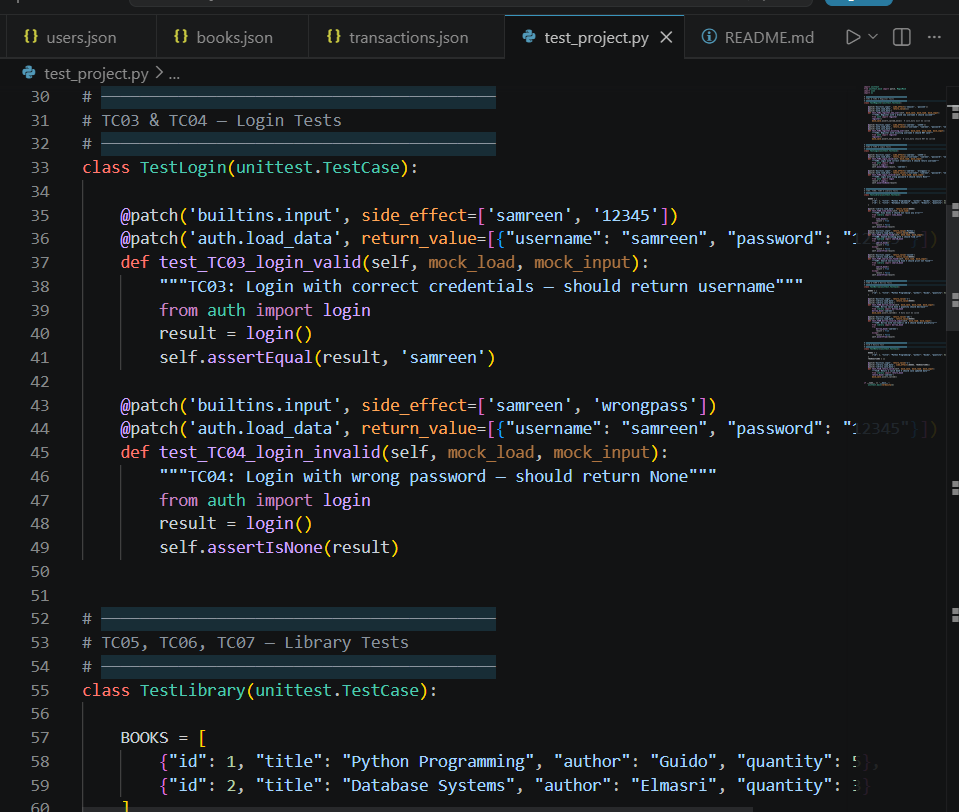 users.json
books.json
transactions.json
test_project.py
README.md
test_project.py > ...
30 # ─────────────────────────────────────────
31 # TC03 & TC04 — Login Tests
32 # ─────────────────────────────────────────
33 class TestLogin(unittest.TestCase):
34
35 @patch('builtins.input', side_effect=['samreen', '12345'])
36 @patch('auth.load_data', return_value=[{"username": "samreen", "password": "12345"}])
37 def test_TC03_login_valid(self, mock_load, mock_input):
38 """TC03: Login with correct credentials — should return username"""
39 from auth import login
40 result = login()
41 self.assertEqual(result, 'samreen')
42
43 @patch('builtins.input', side_effect=['samreen', 'wrongpass'])
44 @patch('auth.load_data', return_value=[{"username": "samreen", "password": "12345"}])
45 def test_TC04_login_invalid(self, mock_load, mock_input):
46 """TC04: Login with wrong password — should return None"""
47 from auth import login
48 result = login()
49 self.assertIsNone(result)
50
51
52 # ─────────────────────────────────────────
53 # TC05, TC06, TC07 — Library Tests
54 # ─────────────────────────────────────────
55 class TestLibrary(unittest.TestCase):
56
57 BOOKS = [
58 {"id": 1, "title": "Python Programming", "author": "Guido", "quantity": 5},
59 {"id": 2, "title": "Database Systems", "author": "Elmasri", "quantity": 3}
60 ]